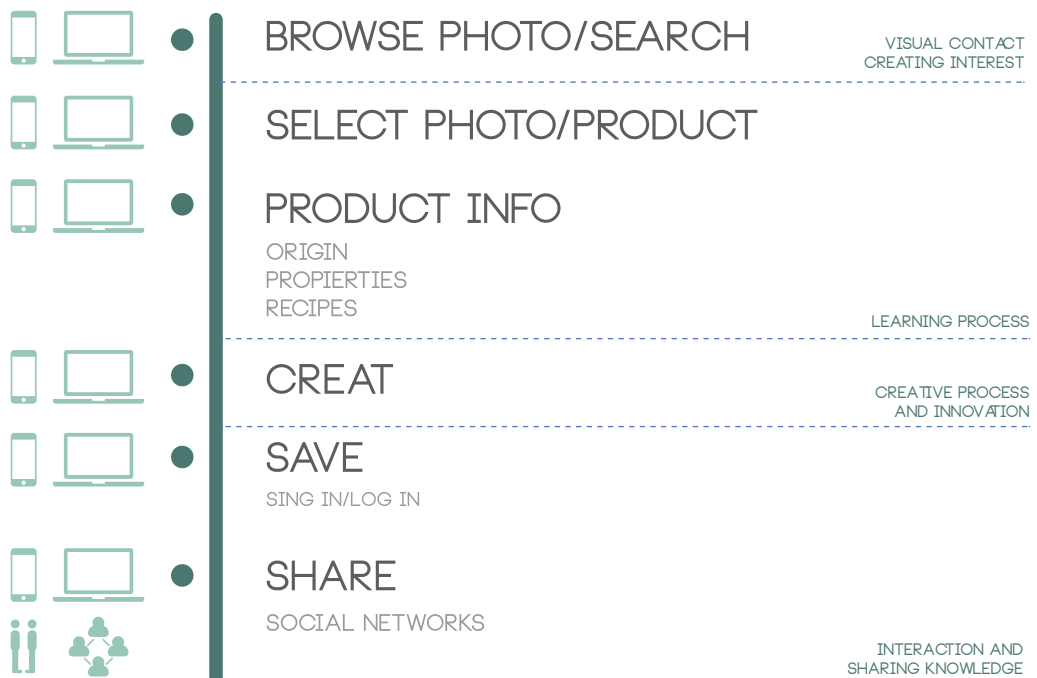 BROWSE PHOTO/SEARCH
VISUAL CONTACT
CREATING INTEREST
SELECT PHOTO/PRODUCT
PRODUCT INFO
ORIGIN
PROPIERTIES
RECIPES
LEARNING PROCESS
CREAT
CREATIVE PROCESS
AND INNOVATION
SAVE
SING IN/LOG IN
SHARE
SOCIAL NETWORKS
INTERACTION AND
SHARING KNOWLEDGE